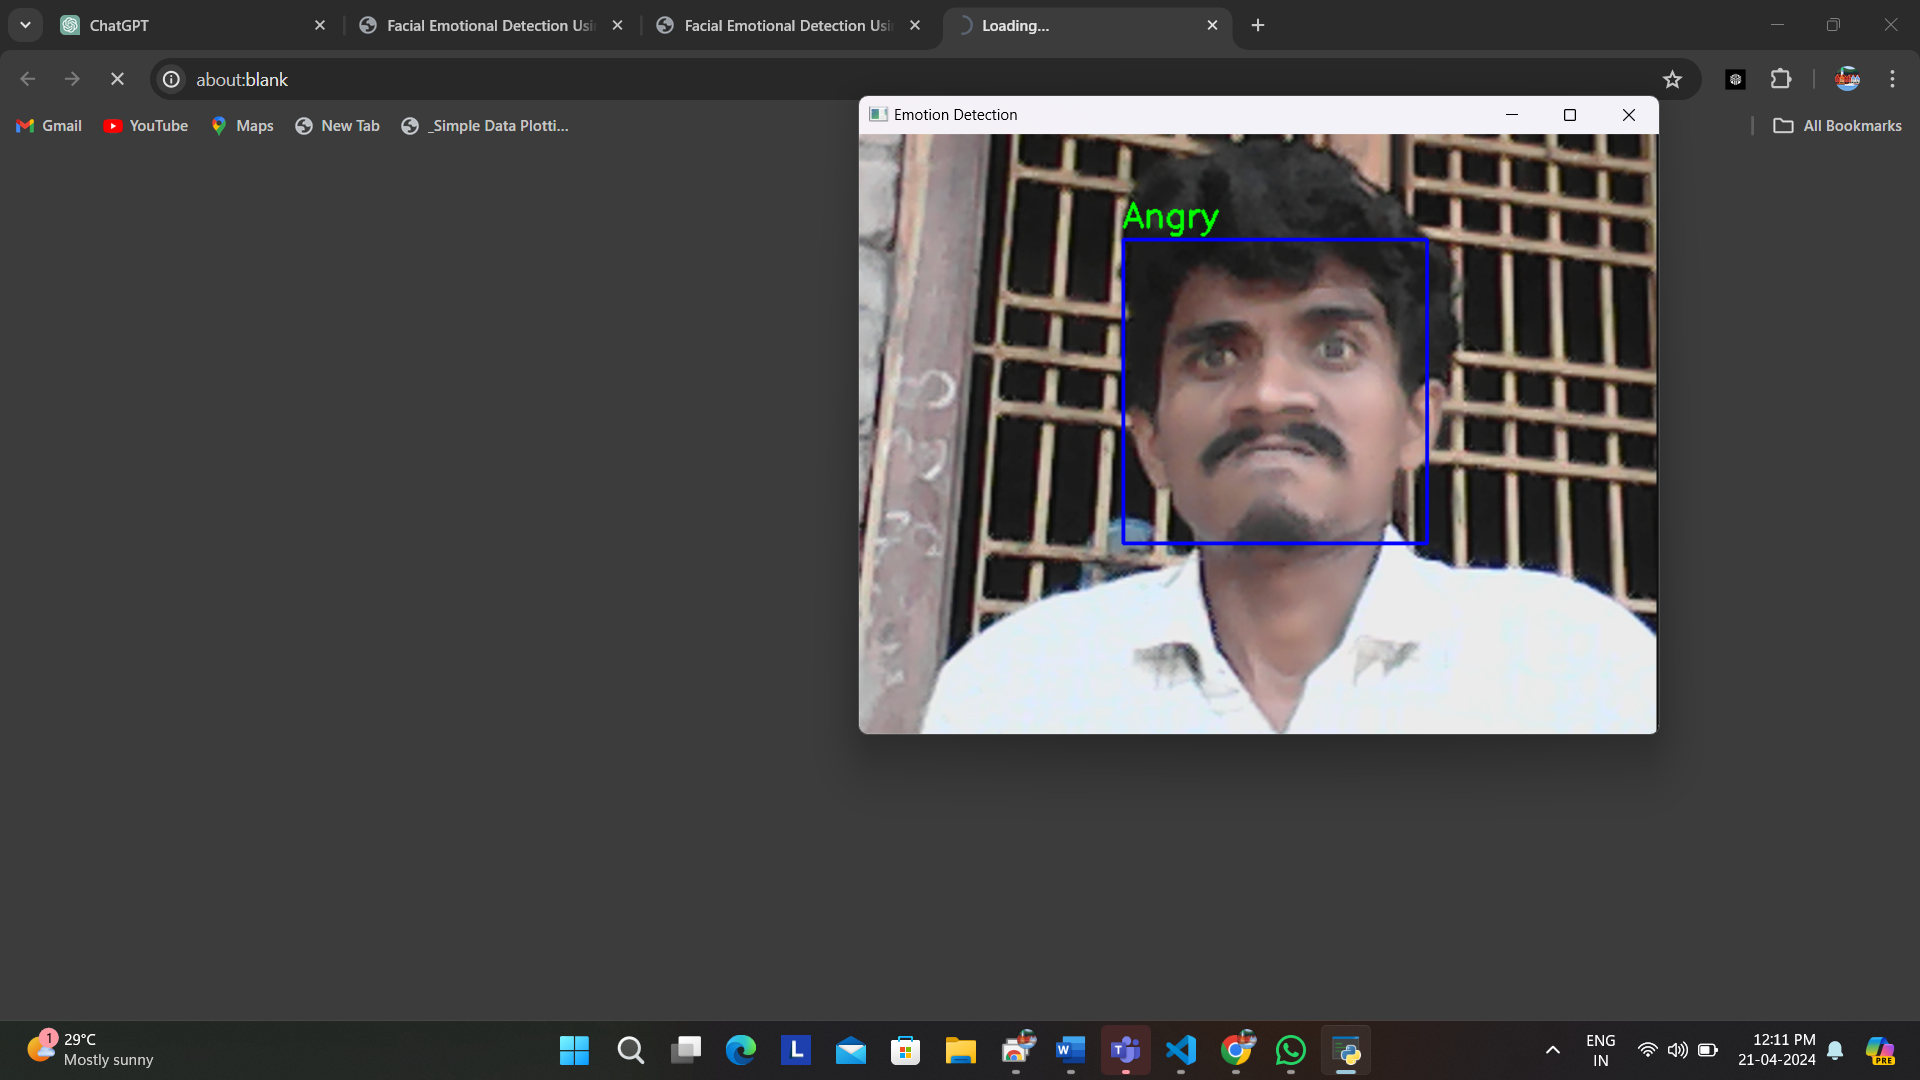 ChatGPT
Facial Emotional Detection Usi
Facial Emotional Detection Usi
Loading...
about:blank
Gmail
YouTube
Maps
New Tab
_Simple Data Plotti...
All Bookmarks
Emotion Detection
Angry
1
29°C
Mostly sunny
L
W
T
PRE
ENG
IN
12:11 PM
21-04-2024